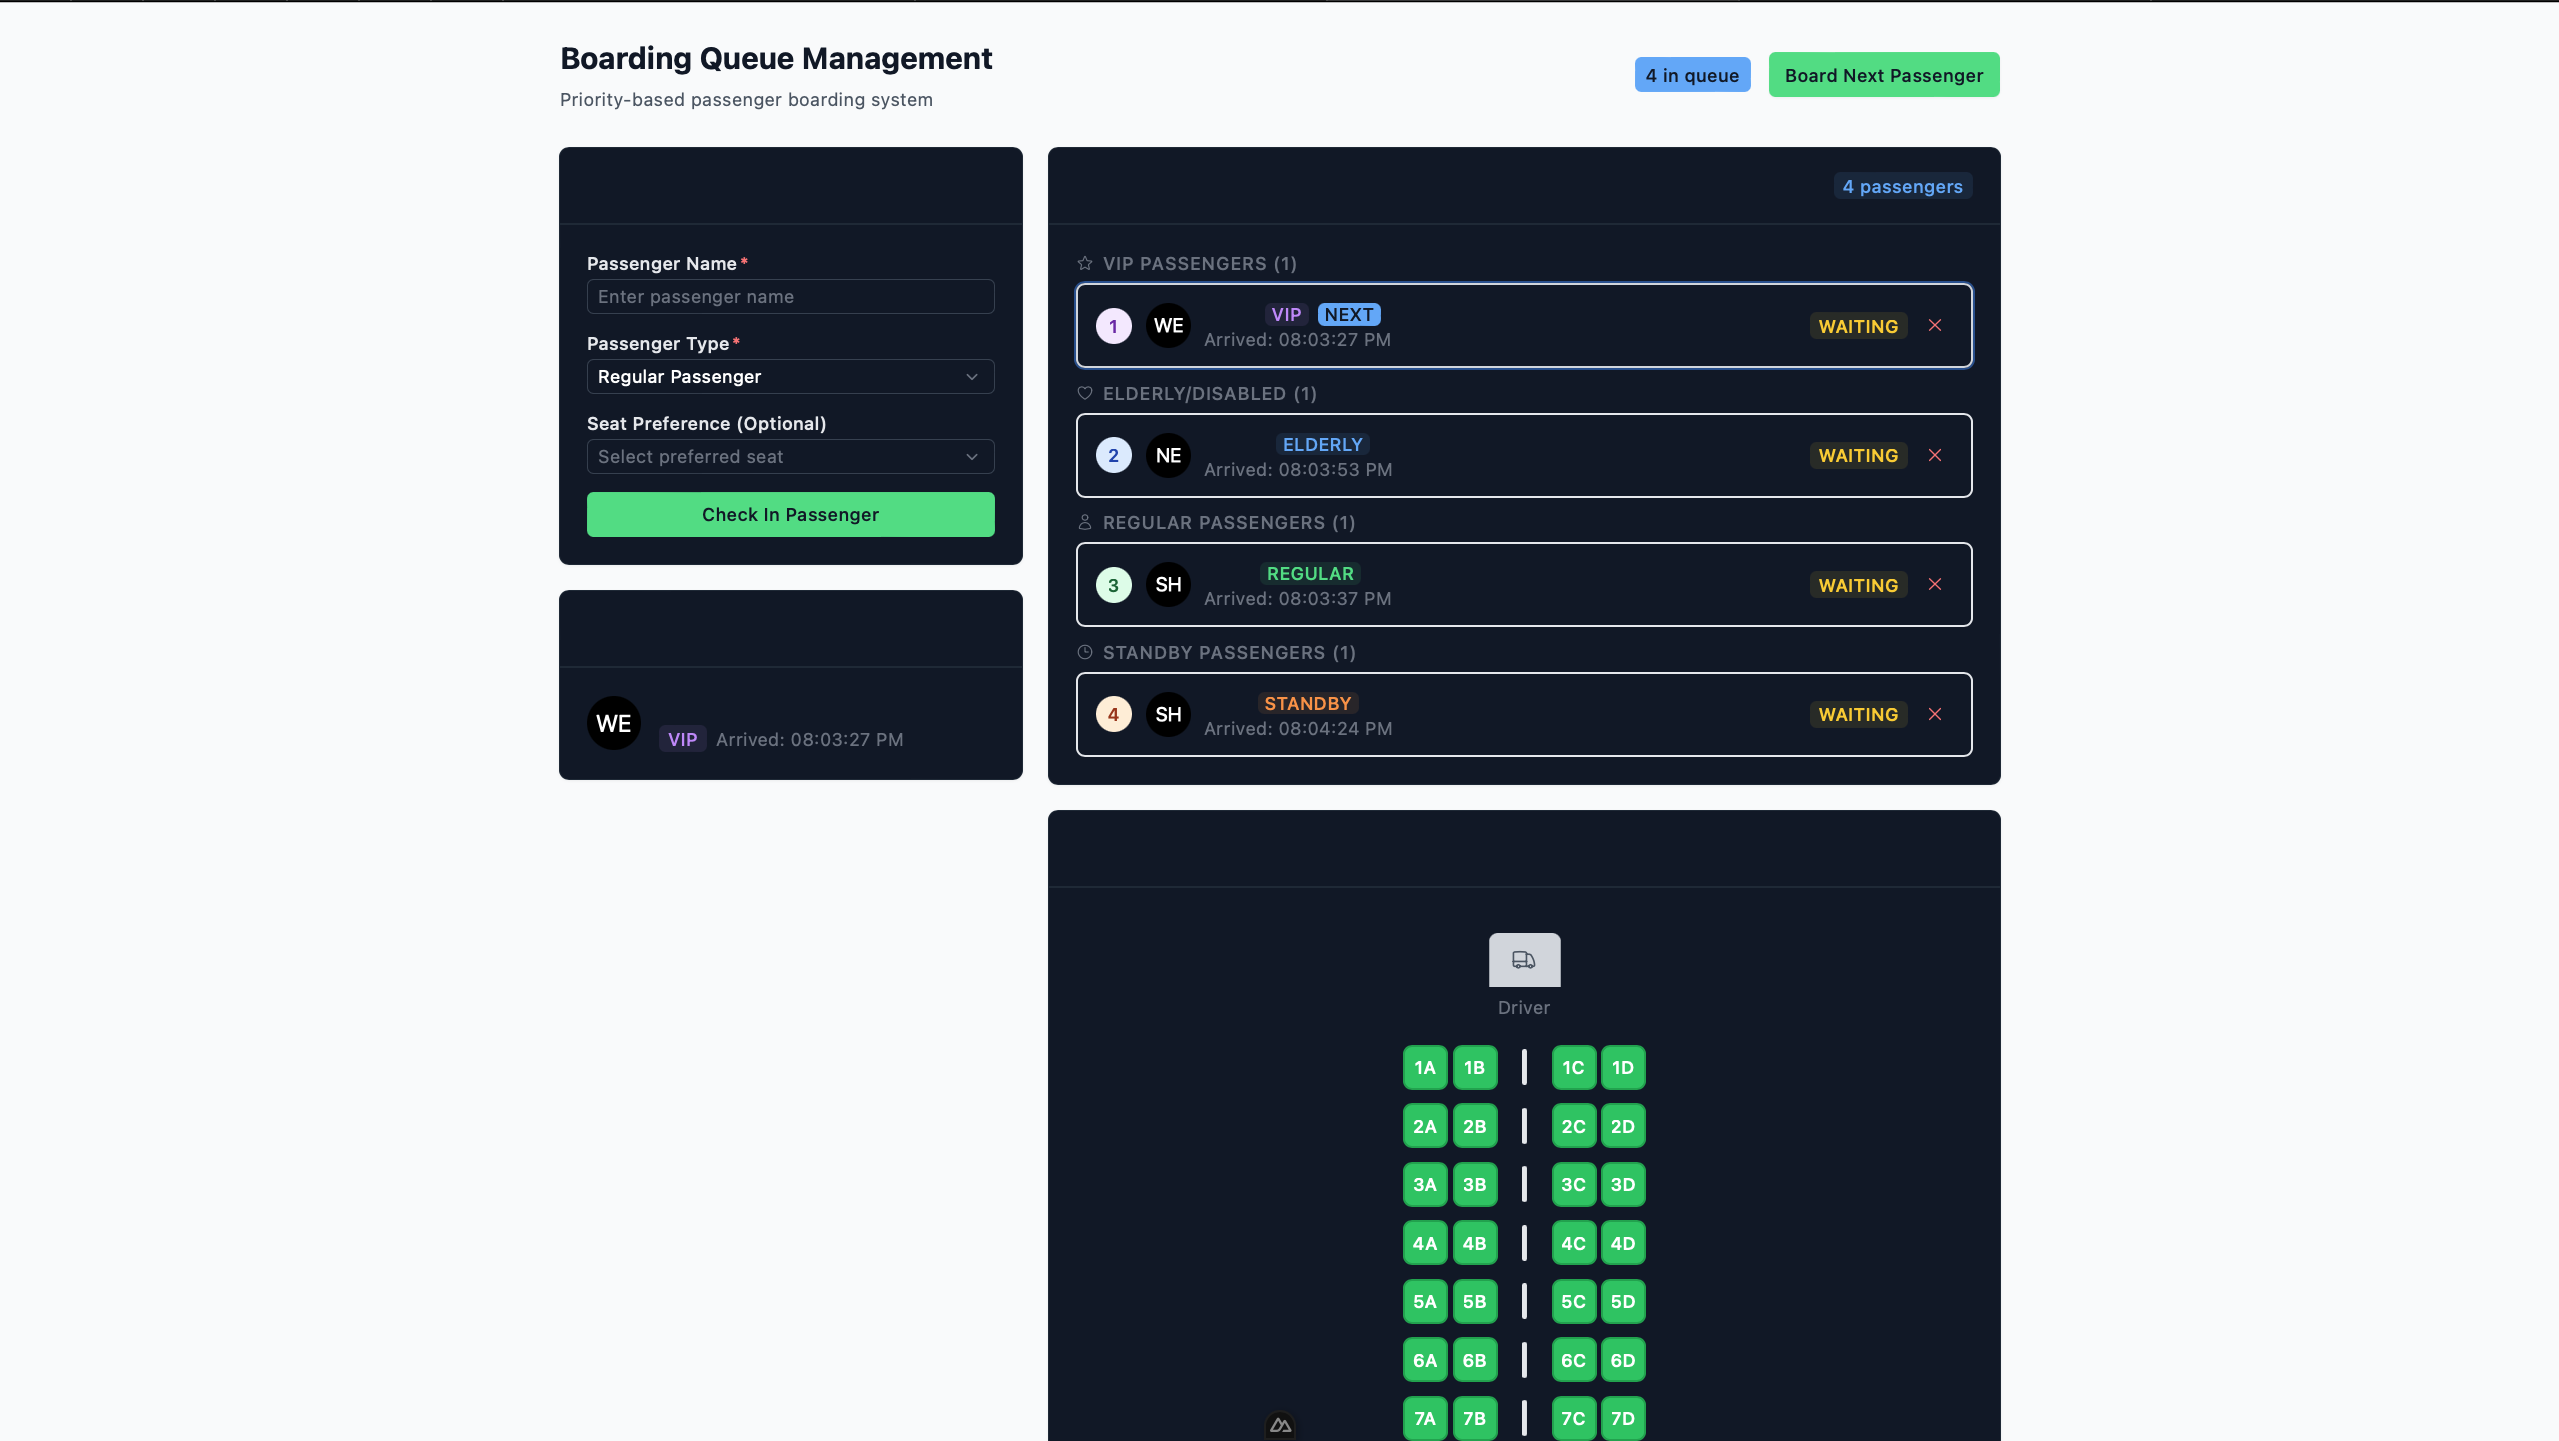 Boarding Queue Management
Priority-based passenger boarding system
4 in queue
Board Next Passenger
Passenger Name*
Enter passenger name
Passenger Type*
Regular Passenger
Seat Preference (Optional)
Select preferred seat
Check In Passenger
WE
VIP Arrived: 08:03:27 PM
4 passengers
VIP PASSENGERS (1)
1 WE VIP NEXT
Arrived: 08:03:27 PM
WAITING
ELDERLY/DISABLED (1)
2 NE ELDERLY
Arrived: 08:03:53 PM
WAITING
REGULAR PASSENGERS (1)
3 SH REGULAR
Arrived: 08:03:37 PM
WAITING
STANDBY PASSENGERS (1)
4 SH STANDBY
Arrived: 08:04:24 PM
WAITING
Driver
1A 1B 1C 1D
2A 2B 2C 2D
3A 3B 3C 3D
4A 4B 4C 4D
5A 5B 5C 5D
6A 6B 6C 6D
7A 7B 7C 7D